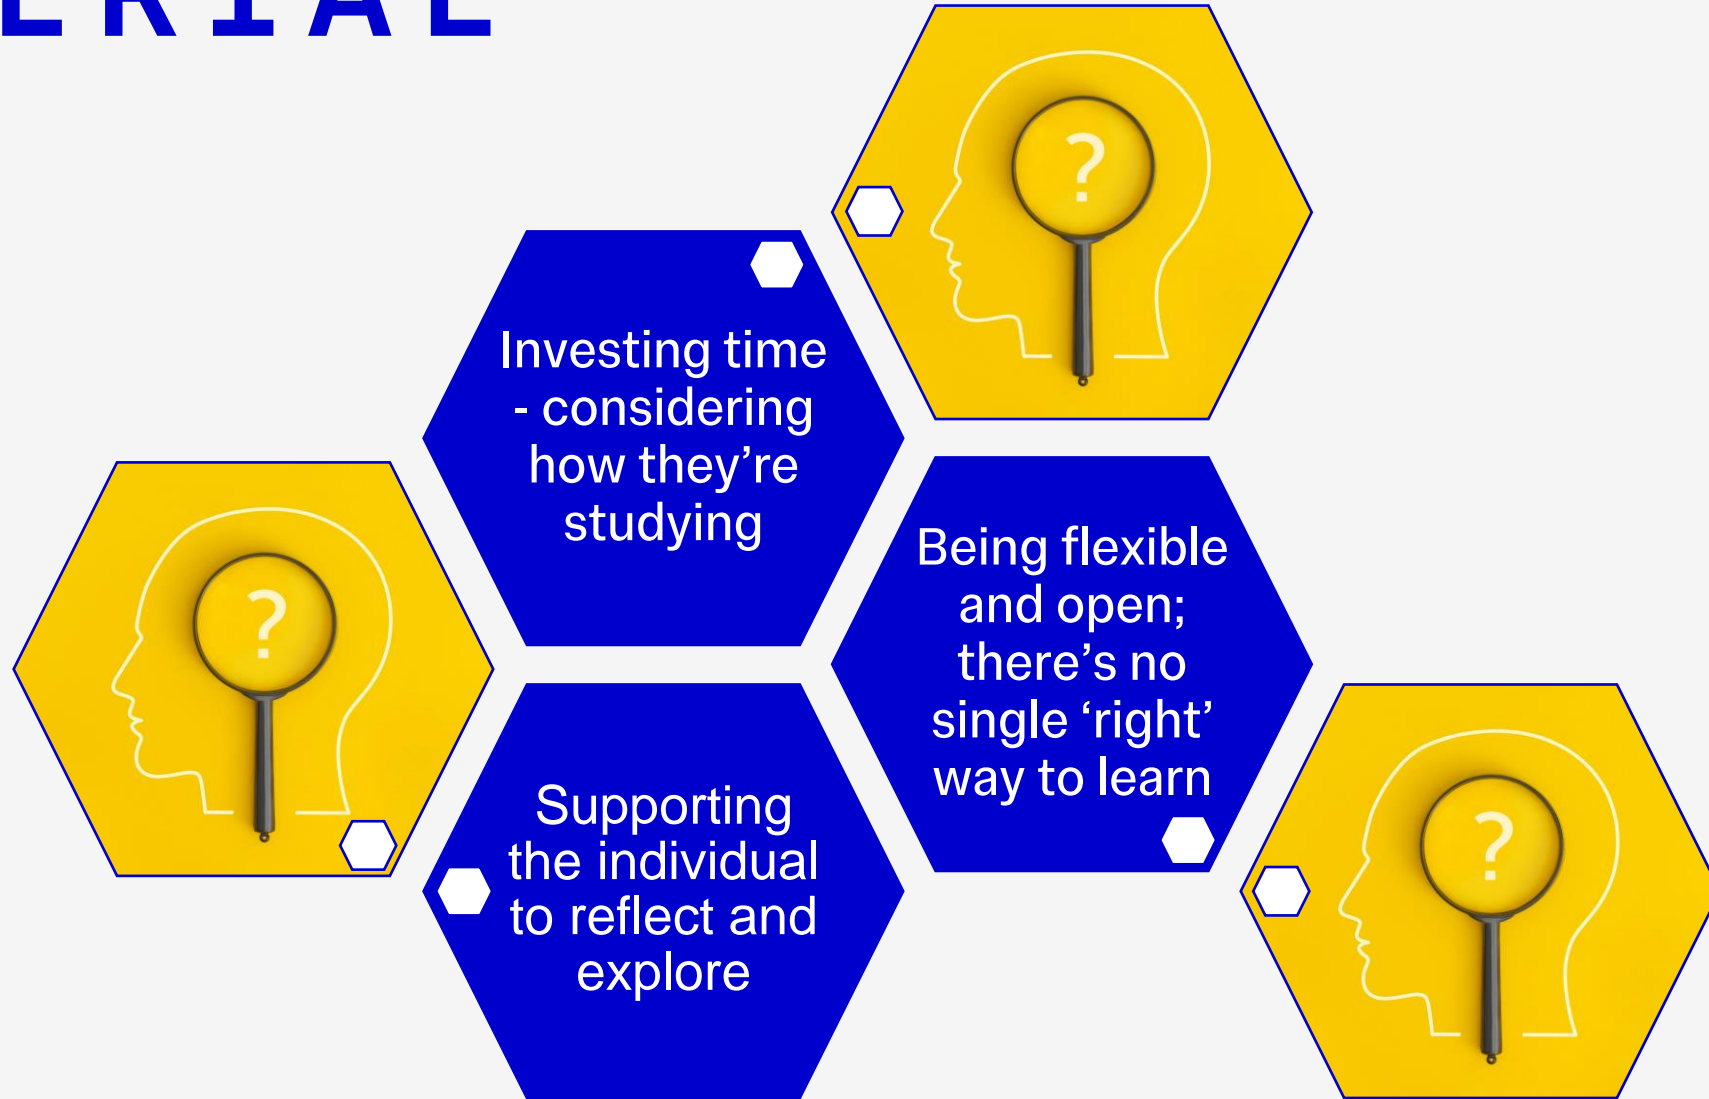 ERIAL
Investing time
- considering
how they’re
studying
Being flexible
and open;
there’s no
single ‘right’
way to learn
Supporting
the individual
to reflect and
explore
?
?
?